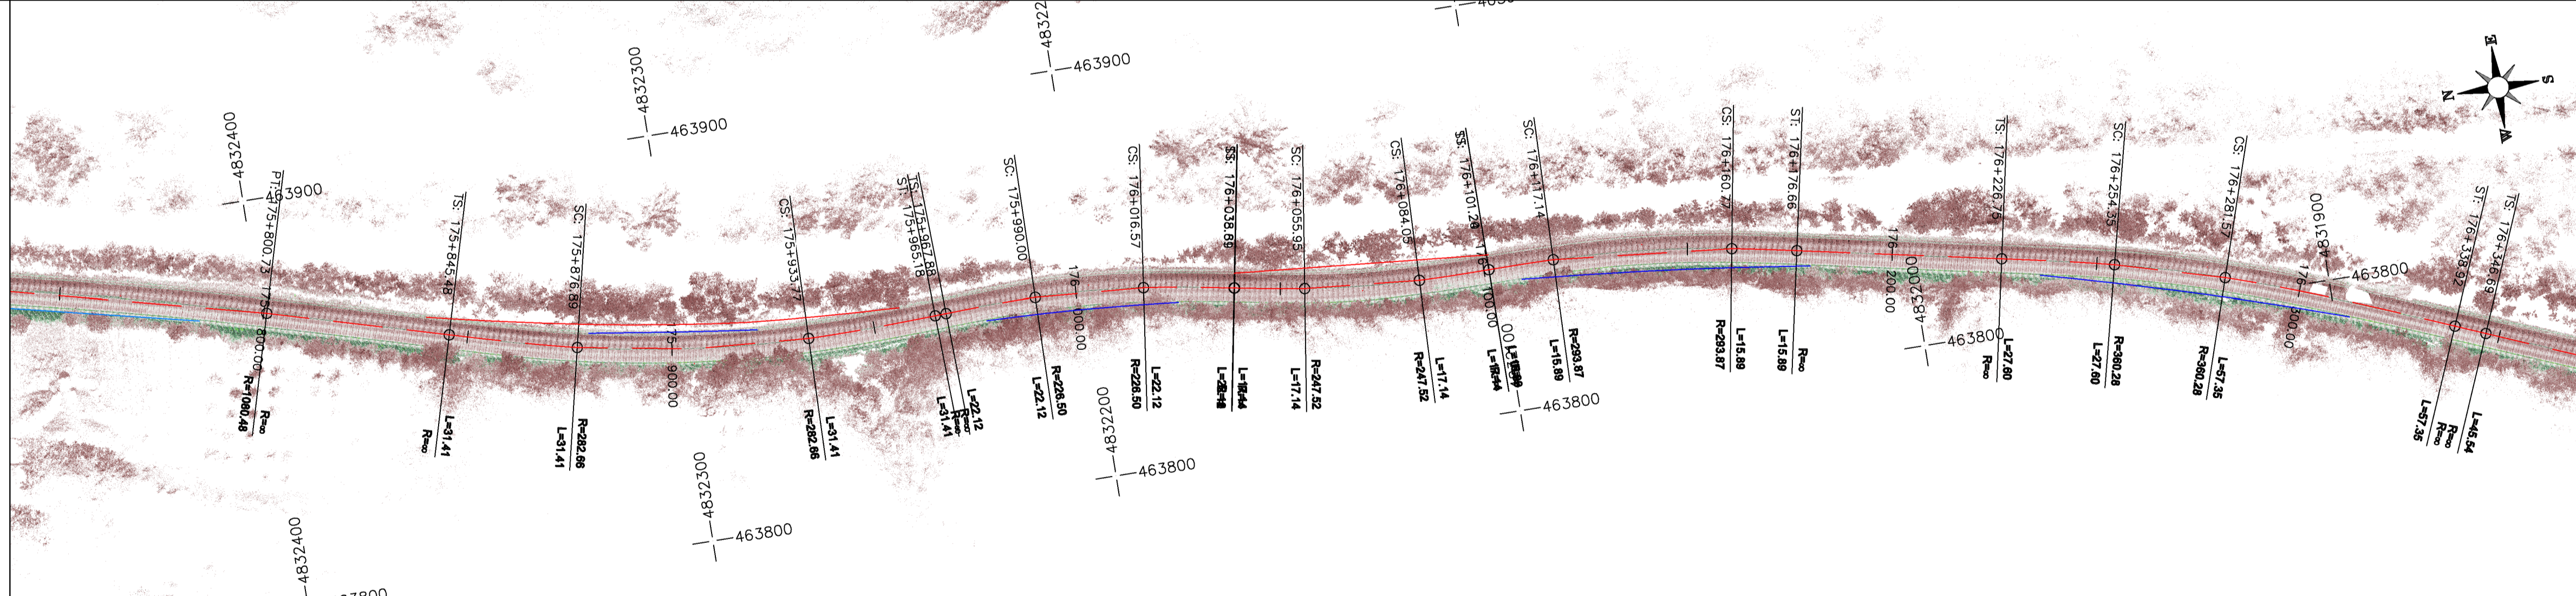 48322
463900
4832300
463900
4832400
463900
E
S
N
W
PT: 175+800.73
TS: 175+845.48
SC: 175+876.89
CS: 175+933.77
ST: 175+965.18
TS: 175+967.88
SC: 175+990.00
CS: 176+016.57
176+038.89
SC: 176+055.95
CS: 176+084.05
SC: 176+117.14
CS: 176+160.77
ST: 176+176.66
TS: 176+226.75
SC: 176+254.35
CS: 176+281.57
ST: 176+338.92
TS: 176+346.69
4831900
463800
175
800.00
175
900.00
176
000.00
100.00
176
200.00
176
300.00
4832000
463800
R=1080.48
R=∞
R=∞
L=31.41
L=31.41
R=282.66
R=282.66
L=31.41
L=31.41
L=22.12
L=22.12
R=226.50
R=226.50
L=22.12
L=17.14
R=247.52
R=247.52
L=17.14
L=15.89
R=293.87
R=293.87
L=15.89
L=15.89
R=∞
R=∞
L=27.60
L=27.60
R=360.28
R=360.28
L=57.35
L=57.35
R=∞
R=∞
L=45.54
463800
4832200
463800
4832300
463800
4832400